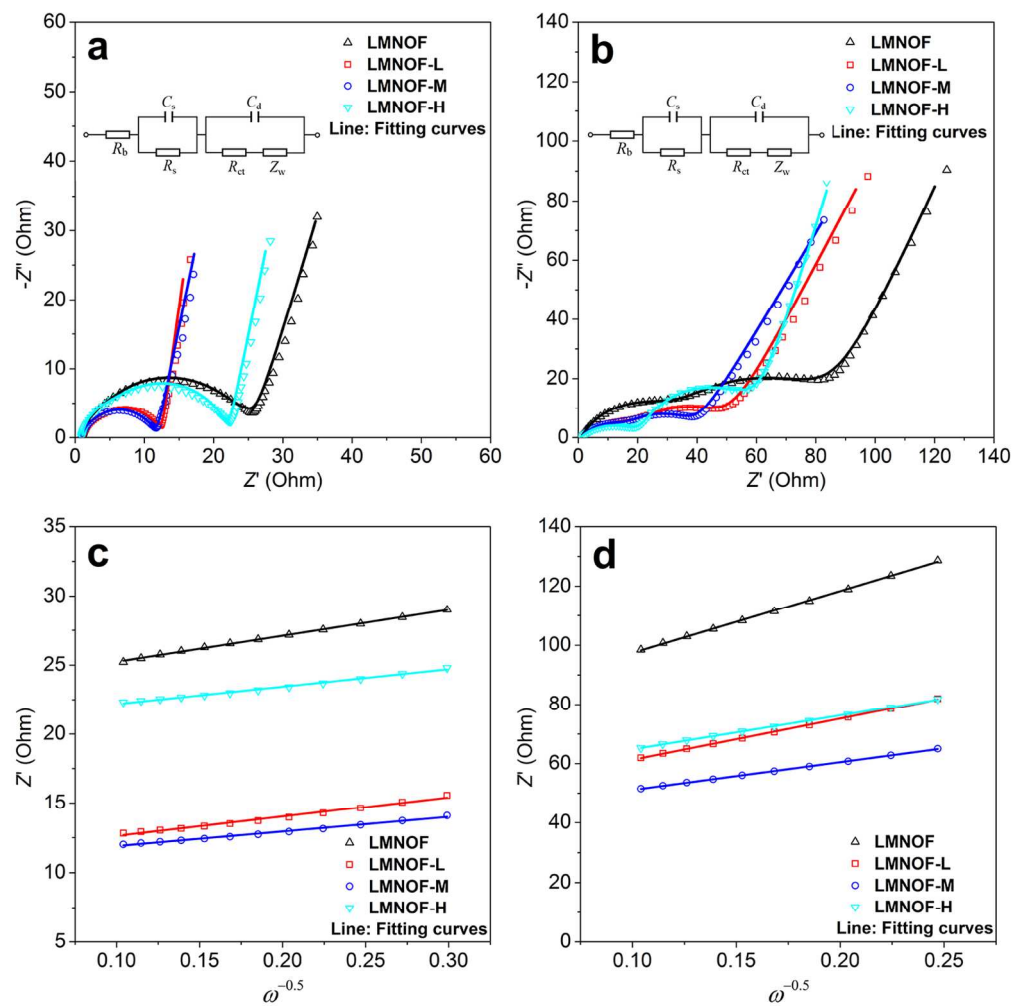 a
LMNOF
LMNOF-L
LMNOF-M
LMNOF-H
Line: Fitting curves
Cs
Cd
Rb
Rs
Rct
Zw
60
50
40
30
20
10
0
-Z" (Ohm)
0 10 20 30 40 50 60
Z' (Ohm)
b
LMNOF
LMNOF-L
LMNOF-M
LMNOF-H
Line: Fitting curves
Cs
Cd
Rb
Rs
Rct
Zw
140
120
100
80
60
40
20
0
-Z" (Ohm)
0 20 40 60 80 100 120 140
Z' (Ohm)
c
35
30
25
20
15
10
5
Z' (Ohm)
LMNOF
LMNOF-L
LMNOF-M
LMNOF-H
Line: Fitting curves
0.10 0.15 0.20 0.25 0.30
ω⁻⁰·⁵
d
140
120
100
80
60
40
20
0
Z' (Ohm)
LMNOF
LMNOF-L
LMNOF-M
LMNOF-H
Line: Fitting curves
0.10 0.15 0.20 0.25
ω⁻⁰·⁵